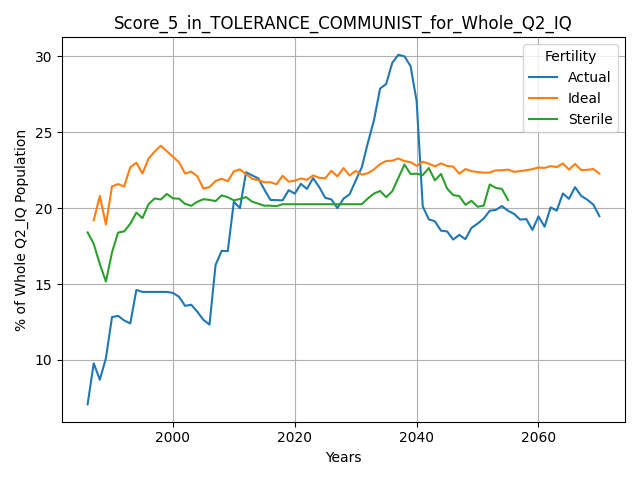 Score_5_in_TOLERANCE_COMMUNIST_for_Whole_Q2_IQ
% of Whole Q2_IQ Population
30
25
20
15
10
Fertility
Actual
Ideal
Sterile
2000
2020
2040
2060
Years